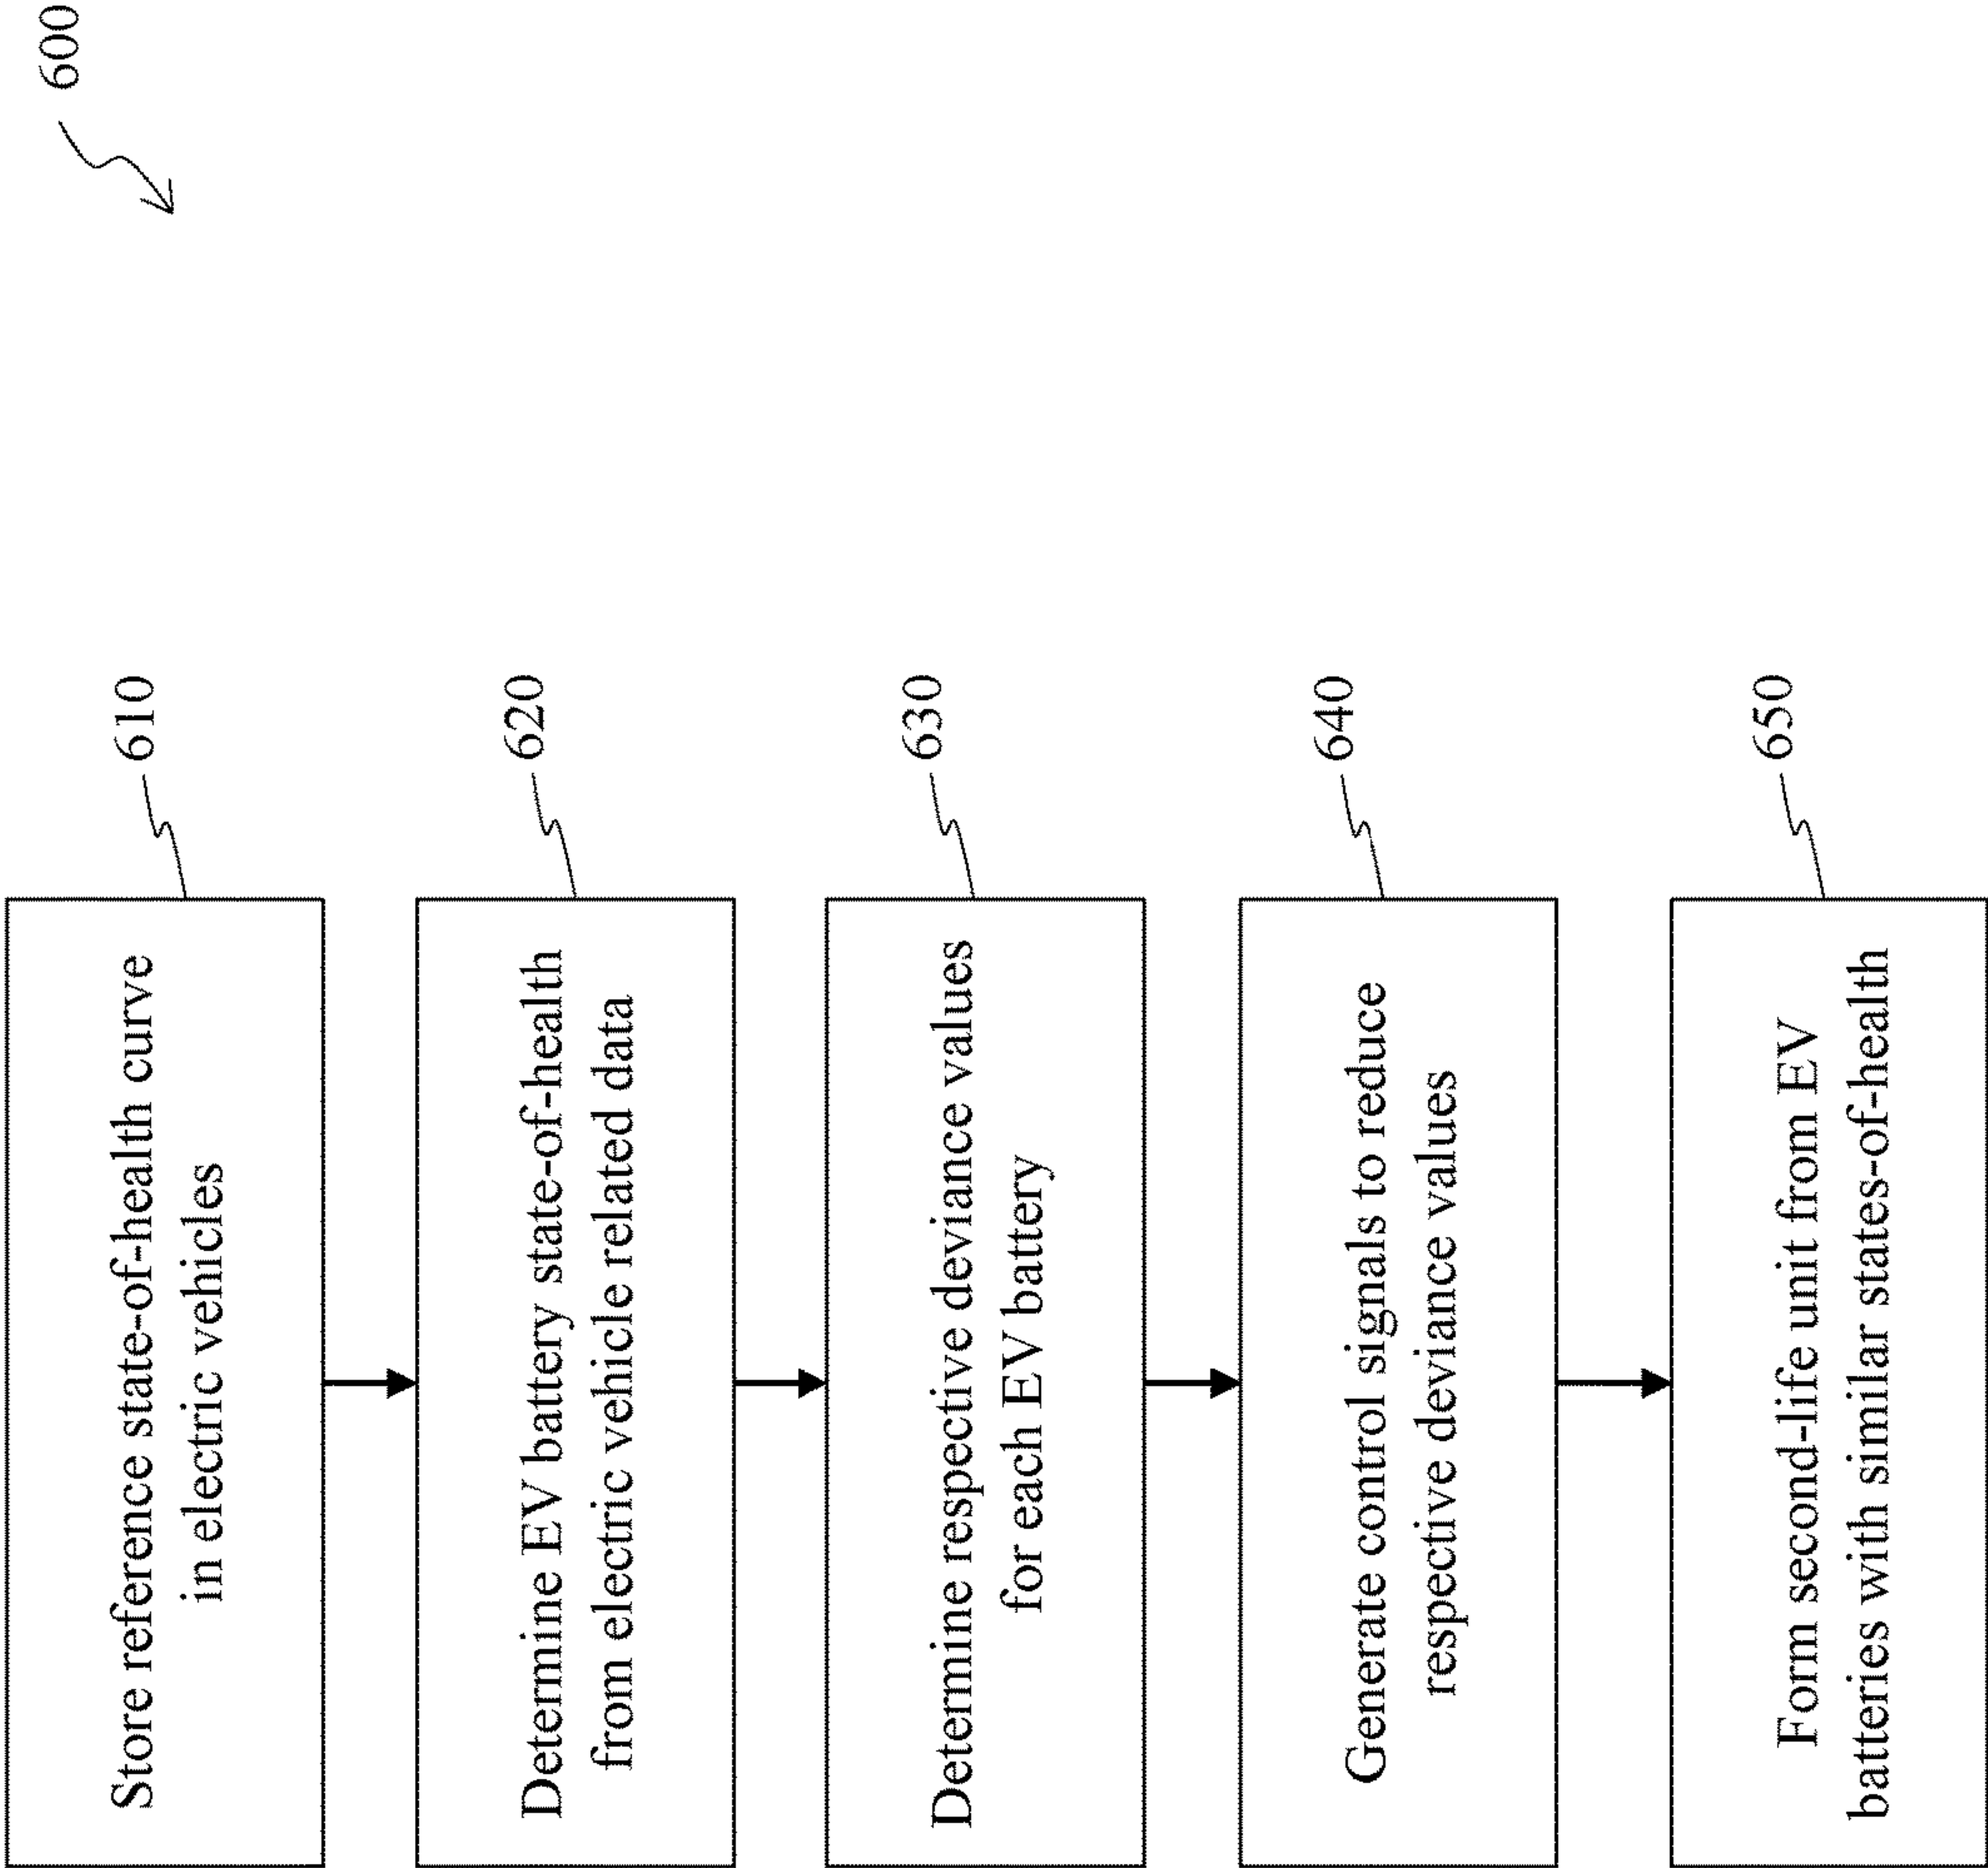 600
Store reference state-of-health curve
in electric vehicles
610
Determine EV battery state-of-health
from electric vehicle related data
620
Determine respective deviance values
for each EV battery
630
Generate control signals to reduce
respective deviance values
640
Form second-life unit from EV
batteries with similar states-of-health
650